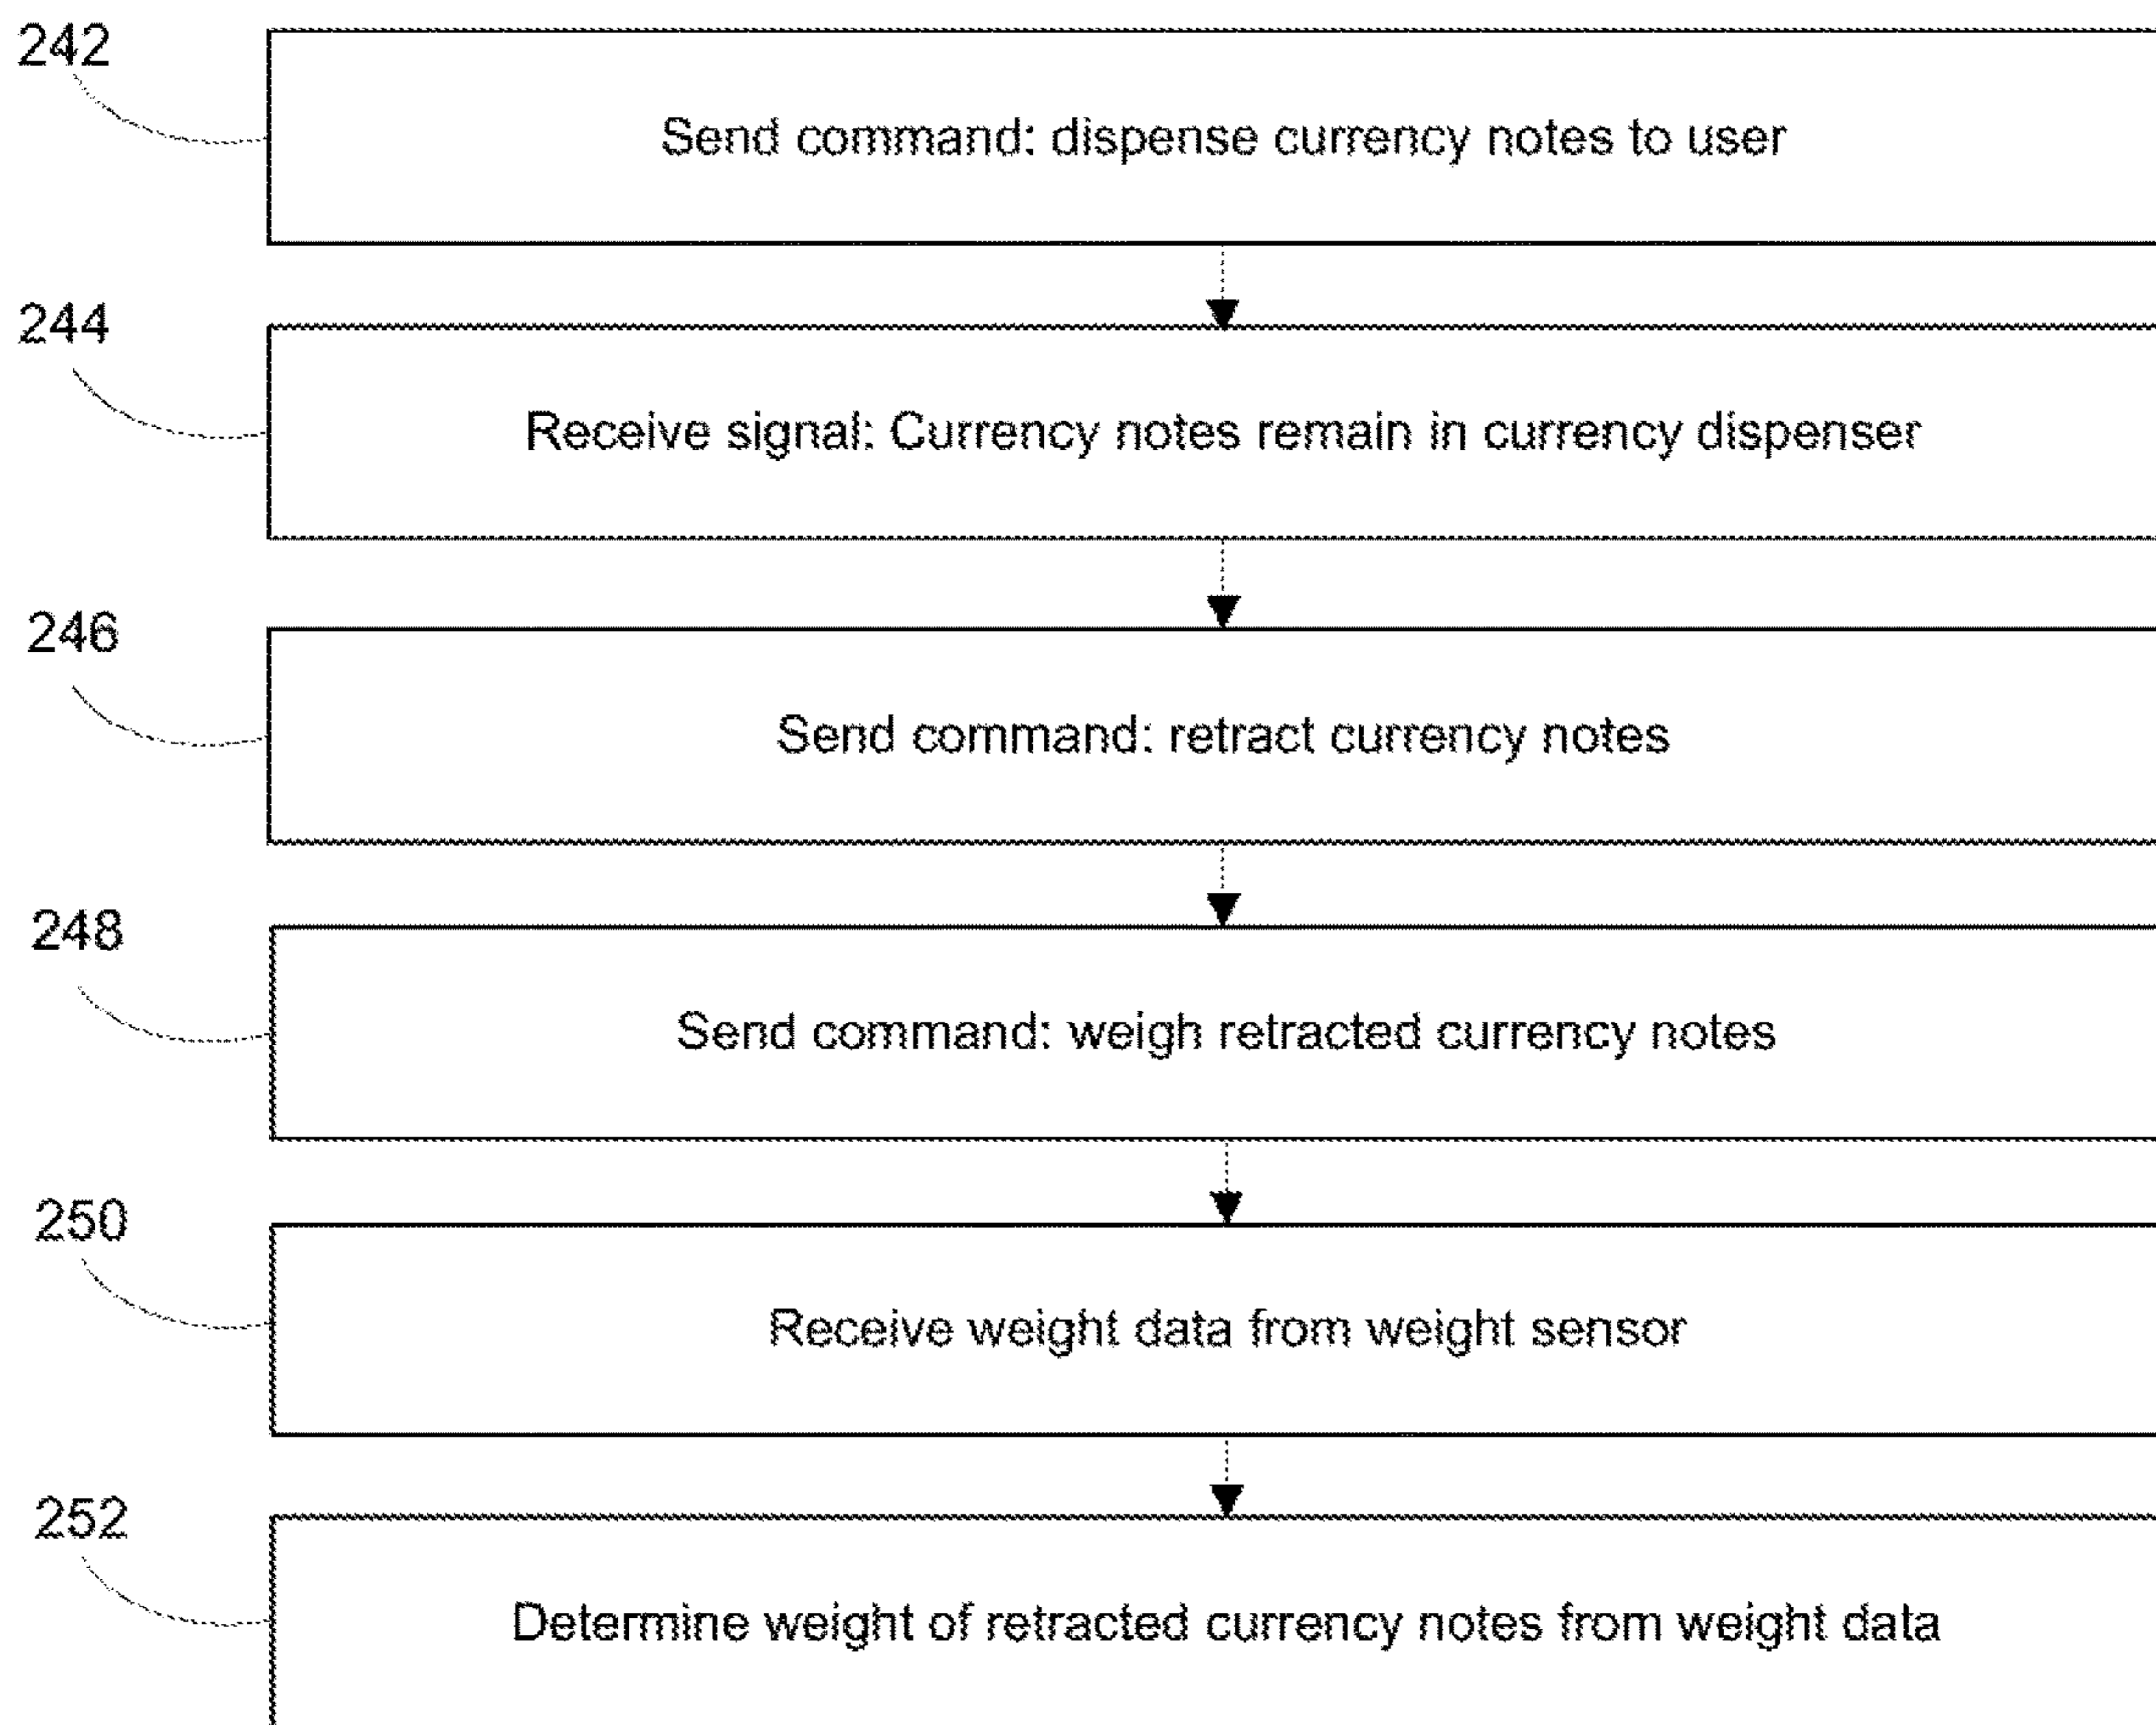 242
Send command: dispense currency notes to user
244
Receive signal: Currency notes remain in currency dispenser
246
Send command: retract currency notes
248
Send command: weigh retracted currency notes
250
Receive weight data from weight sensor
252
Determine weight of retracted currency notes from weight data